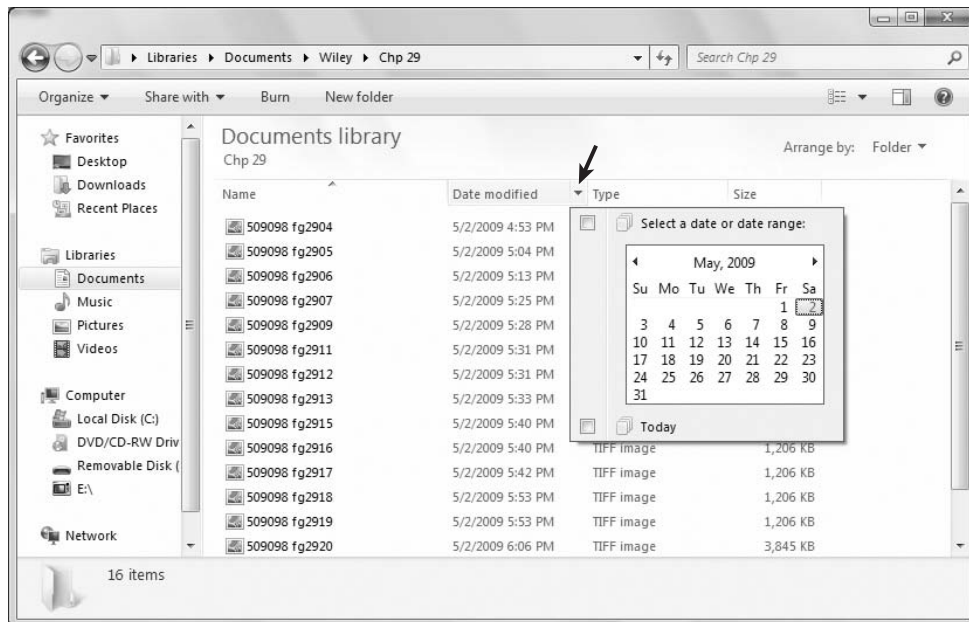 Libraries Documents Wiley Chp 29
Search Chp 29
Organize Share with Burn New folder
Favorites
Desktop
Downloads
Recent Places
Libraries
Documents
Music
Pictures
Videos
Computer
Local Disk (C:)
DVD/CD-RW Driv
Removable Disk (
E:\
Network
Documents library
Chp 29
Arrange by: Folder
Name Date modified Type Size
509098 fg2904 5/2/2009 4:53 PM
509098 fg2905 5/2/2009 5:04 PM
509098 fg2906 5/2/2009 5:13 PM
509098 fg2907 5/2/2009 5:25 PM
509098 fg2909 5/2/2009 5:28 PM
509098 fg2911 5/2/2009 5:31 PM
509098 fg2912 5/2/2009 5:31 PM
509098 fg2913 5/2/2009 5:33 PM
509098 fg2915 5/2/2009 5:40 PM
509098 fg2916 5/2/2009 5:40 PM TIFF image 1,206 KB
509098 fg2917 5/2/2009 5:42 PM TIFF image 1,206 KB
509098 fg2918 5/2/2009 5:53 PM TIFF image 1,206 KB
509098 fg2919 5/2/2009 5:53 PM TIFF image 1,206 KB
509098 fg2920 5/2/2009 6:06 PM TIFF image 3,845 KB
Select a date or date range:
May, 2009
Su Mo Tu We Th Fr Sa
1 2
3 4 5 6 7 8 9
10 11 12 13 14 15 16
17 18 19 20 21 22 23
24 25 26 27 28 29 30
31
Today
16 items